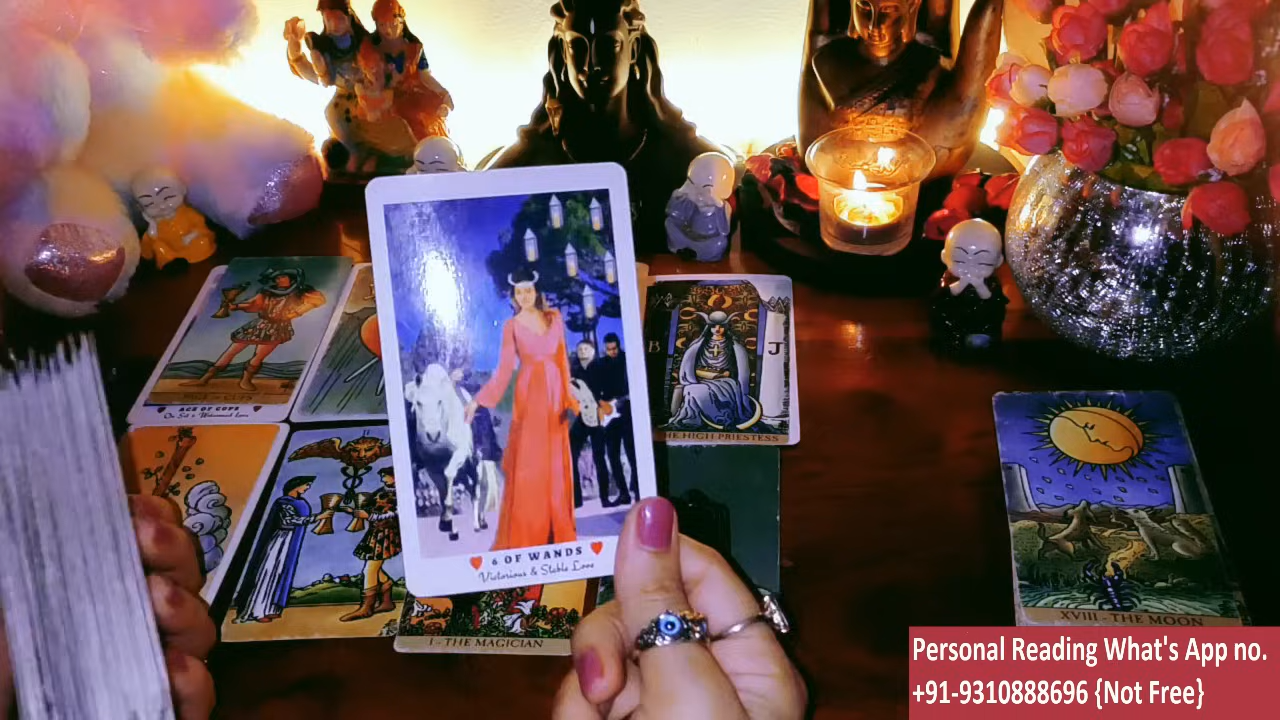 6 OF WANDS
Victorious & Stable Love
ACE OF CUPS
B
J
THE HIGH PRIESTESS
I - THE MAGICIAN
XVIII - THE MOON
Personal Reading What's App no.
+91-9310888696 {Not Free}